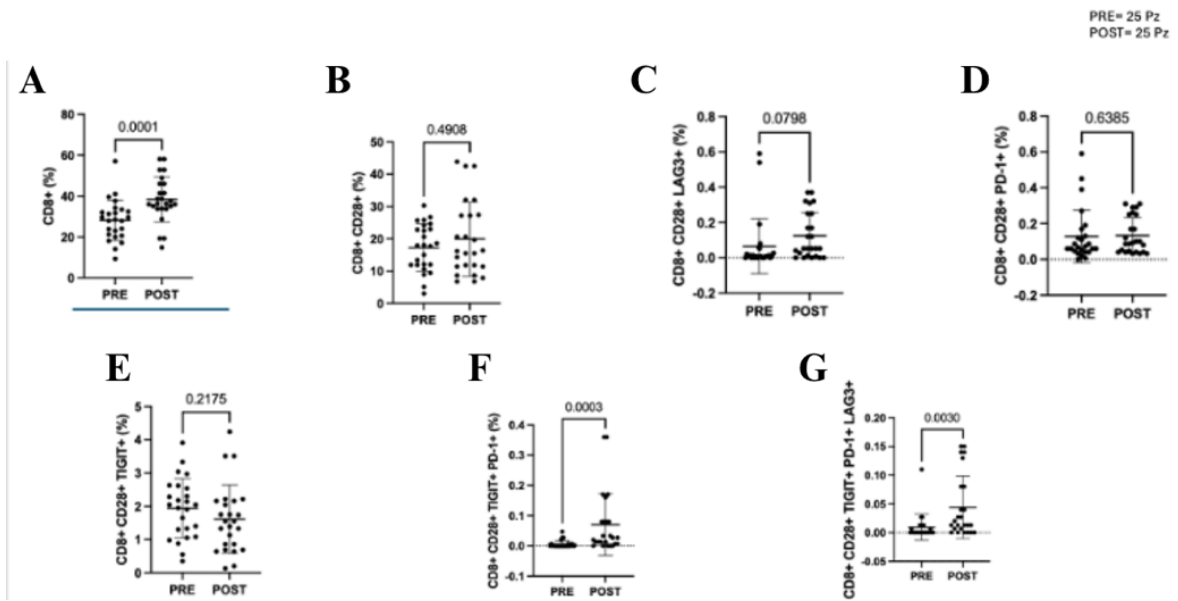 PRE= 25 Pz
POST= 25 Pz
A
B
C
D
CD8+ (%)
80
60
40
20
0
0.0001
PRE POST
CD8+ CD28+ (%)
50
40
30
20
10
0
0.4908
PRE POST
CD8+ CD28+ LAG3+ (%)
0.8
0.6
0.4
0.2
0.0
-0.2
0.0798
PRE POST
CD8+ CD28+ PD-1+ (%)
0.8
0.6
0.4
0.2
0.0
-0.2
0.6385
PRE POST
E
F
G
CD8+ CD28+ TIGIT+ (%)
5
4
3
2
1
0
0.2175
PRE POST
CD8+ CD28+ TIGIT+ PD-1+ (%)
0.4
0.3
0.2
0.1
0.0
-0.1
0.0003
PRE POST
CD8+ CD28+ TIGIT+ PD-1+ LAG3+
0.20
0.15
0.10
0.05
0.00
-0.05
0.0030
PRE POST